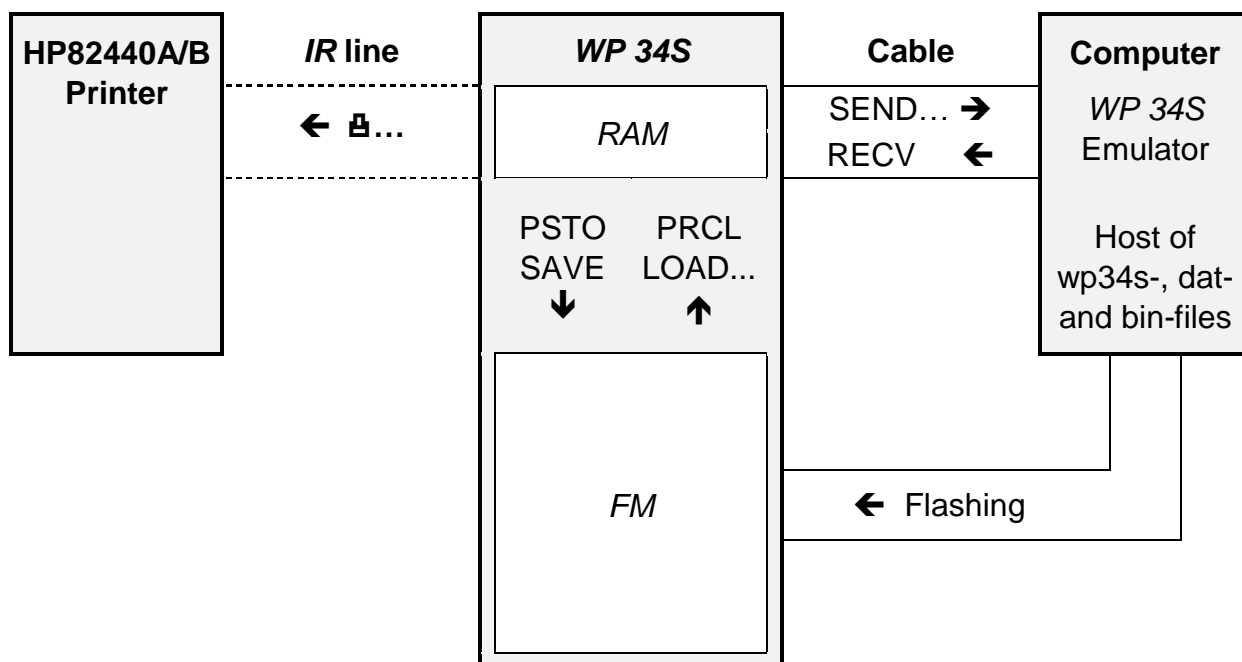 HP82440A/B
Printer
IR line
← 🖶…
WP 34S
RAM
PSTO PRCL
SAVE LOAD...
↓ ↑
FM
Cable
SEND… →
RECV ←
← Flashing
Computer
WP 34S
Emulator
Host of
wp34s-, dat-
and bin-files